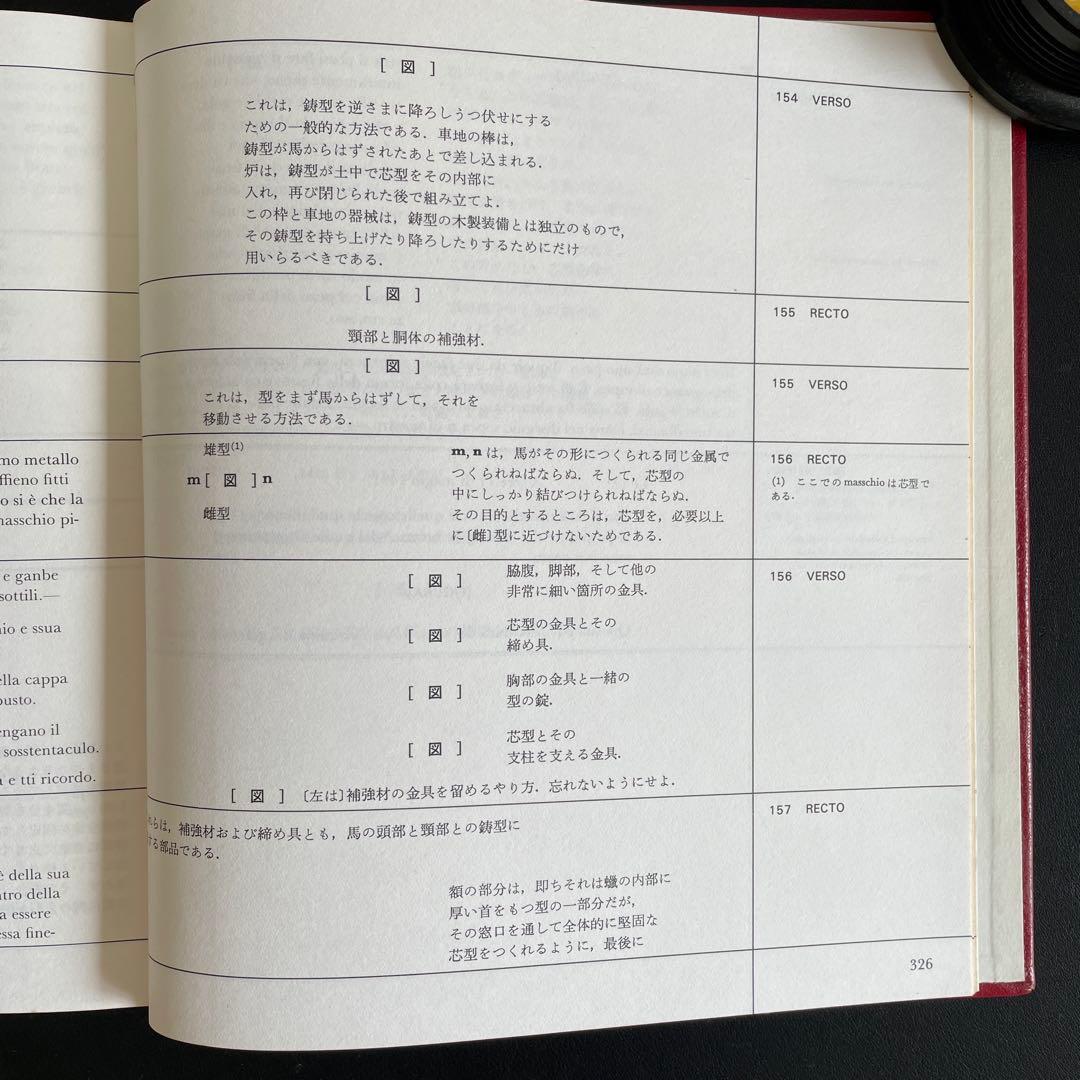 mo metallo
ffieno fitti
o si è che la
masschio pi-
e ganbe
sottili.—
io e ssua
ella cappa
busto.
engano il
sosstentaculo.
a e tti ricordo.
è della sua
ntro della
a essere
essa fine-
[ 図 ]
154 VERSO
これは，鋳型を逆さまに降ろしうつ伏せにする
ための一般的な方法である．車地の棒は，
鋳型が馬からはずされたあとで差し込まれる．
炉は，鋳型が土中で芯型をその内部に
入れ，再び閉じられた後で組み立てよ．
この枠と車地の器械は，鋳型の木製装備とは独立のもので，
その鋳型を持ち上げたり降ろしたりするためにだけ
用いらるべきである．
[ 図 ]
155 RECTO
頸部と胴体の補強材．
[ 図 ]
155 VERSO
これは，型をまず馬からはずして，それを
移動させる方法である．
雄型(1)
m [ 図 ] n
雌型
m, n は，馬がその形につくられる同じ金属で
つくられねばならぬ．そして，芯型の
中にしっかり結びつけられねばならぬ．
その目的とするところは，芯型を，必要以上
に〔雌〕型に近づけないためである．
156 RECTO
(1) ここでの masschio は芯型で
ある．
156 VERSO
[ 図 ] 脇腹，脚部，そして他の
非常に細い箇所の金具．
[ 図 ] 芯型の金具とその
締め具．
[ 図 ] 胸部の金具と一緒の
型の錠．
[ 図 ] 芯型とその
支柱を支える金具．
[ 図 ] 〔左は〕補強材の金具を留めるやり方．忘れないようにせよ．
157 RECTO
らは，補強材および締め具とも，馬の頭部と頸部との鋳型に
する部品である．
額の部分は，即ちそれは蠟の内部に
厚い首をもつ型の一部分だが，
その窓口を通して全体的に堅固な
芯型をつくれるように，最後に
326